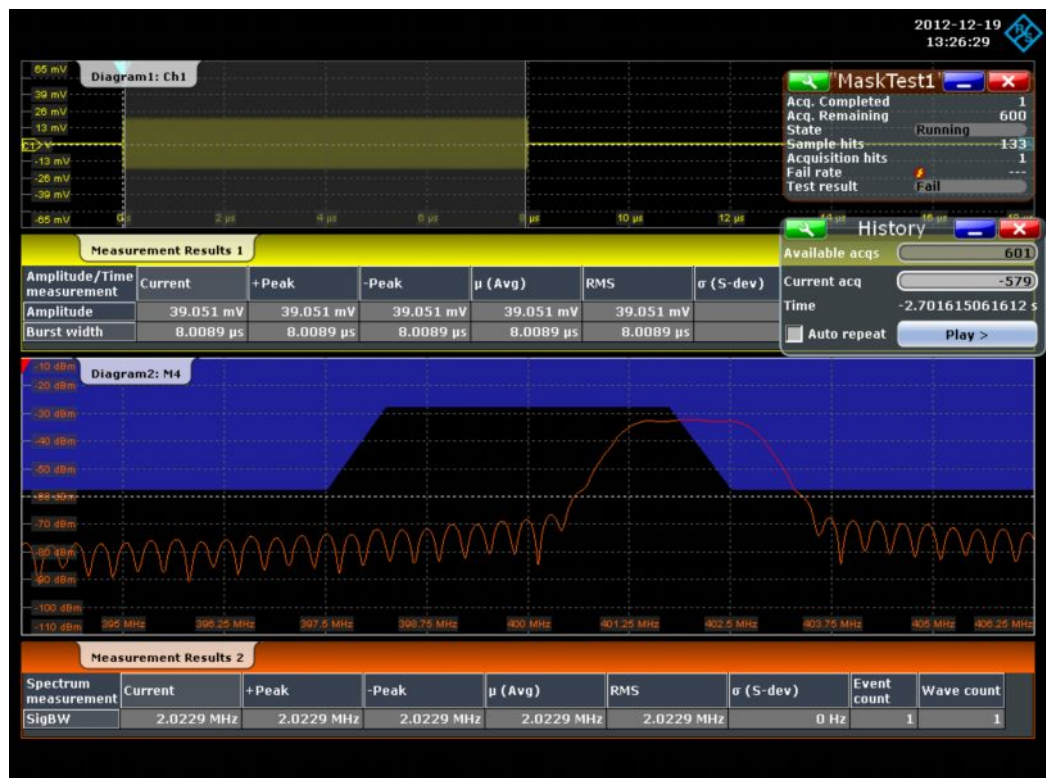 2012-12-19
13:26:29
R&S
65 mV
Diagram1: Ch1
39 mV
26 mV
13 mV
-13 mV
-26 mV
-39 mV
-65 mV
2 µs
4 µs
6 µs
8 µs
10 µs
12 µs
14 µs
16 µs
"MaskTest1"
Acq. Completed 1
Acq. Remaining 600
State Running
Sample hits 133
Acquisition hits 1
Fail rate ---
Test result Fail
History
Available acqs 601
Current acq -579
Time -2.701615061612 s
Auto repeat Play >
Measurement Results 1
Amplitude/Time measurement Current +Peak -Peak µ (Avg) RMS σ (S-dev)
Amplitude 39.051 mV 39.051 mV 39.051 mV 39.051 mV 39.051 mV
Burst width 8.0089 µs 8.0089 µs 8.0089 µs 8.0089 µs 8.0089 µs
-10 dBm
Diagram2: M4
-20 dBm
-30 dBm
-40 dBm
-50 dBm
-70 dBm
-80 dBm
-90 dBm
-100 dBm
-110 dBm
395 MHz 396.25 MHz 397.5 MHz 398.75 MHz 400 MHz 401.25 MHz 402.5 MHz 403.75 MHz 405 MHz 406.25 MHz
Measurement Results 2
Spectrum measurement Current +Peak -Peak µ (Avg) RMS σ (S-dev) Event count Wave count
SigBW 2.0229 MHz 2.0229 MHz 2.0229 MHz 2.0229 MHz 2.0229 MHz 0 Hz 1 1